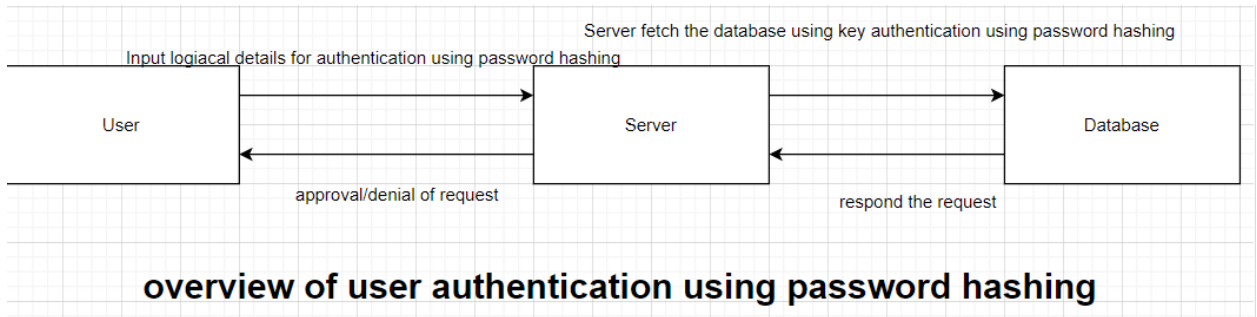 Server fetch the database using key authentication using password hashing
Input logiacal details for authentication using password hashing
User
Server
Database
approval/denial of request
respond the request
overview of user authentication using password hashing